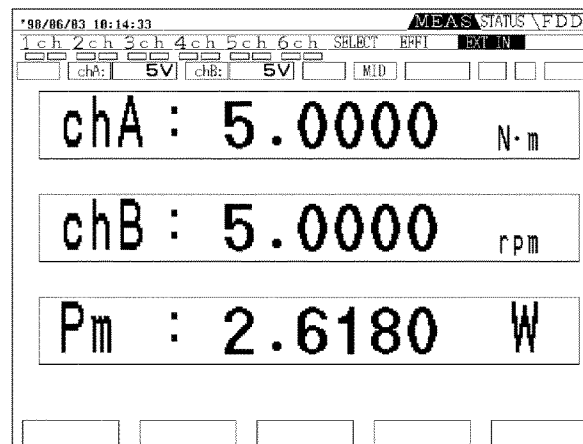 '98/06/03 10:14:33 MEAS STATUS FDD
1ch 2ch 3ch 4ch 5ch 6ch SELECT EFFI EXT IN
chA: 5V chB: 5V MID
chA : 5.0000 N·m
chB : 5.0000 rpm
Pm : 2.6180 W